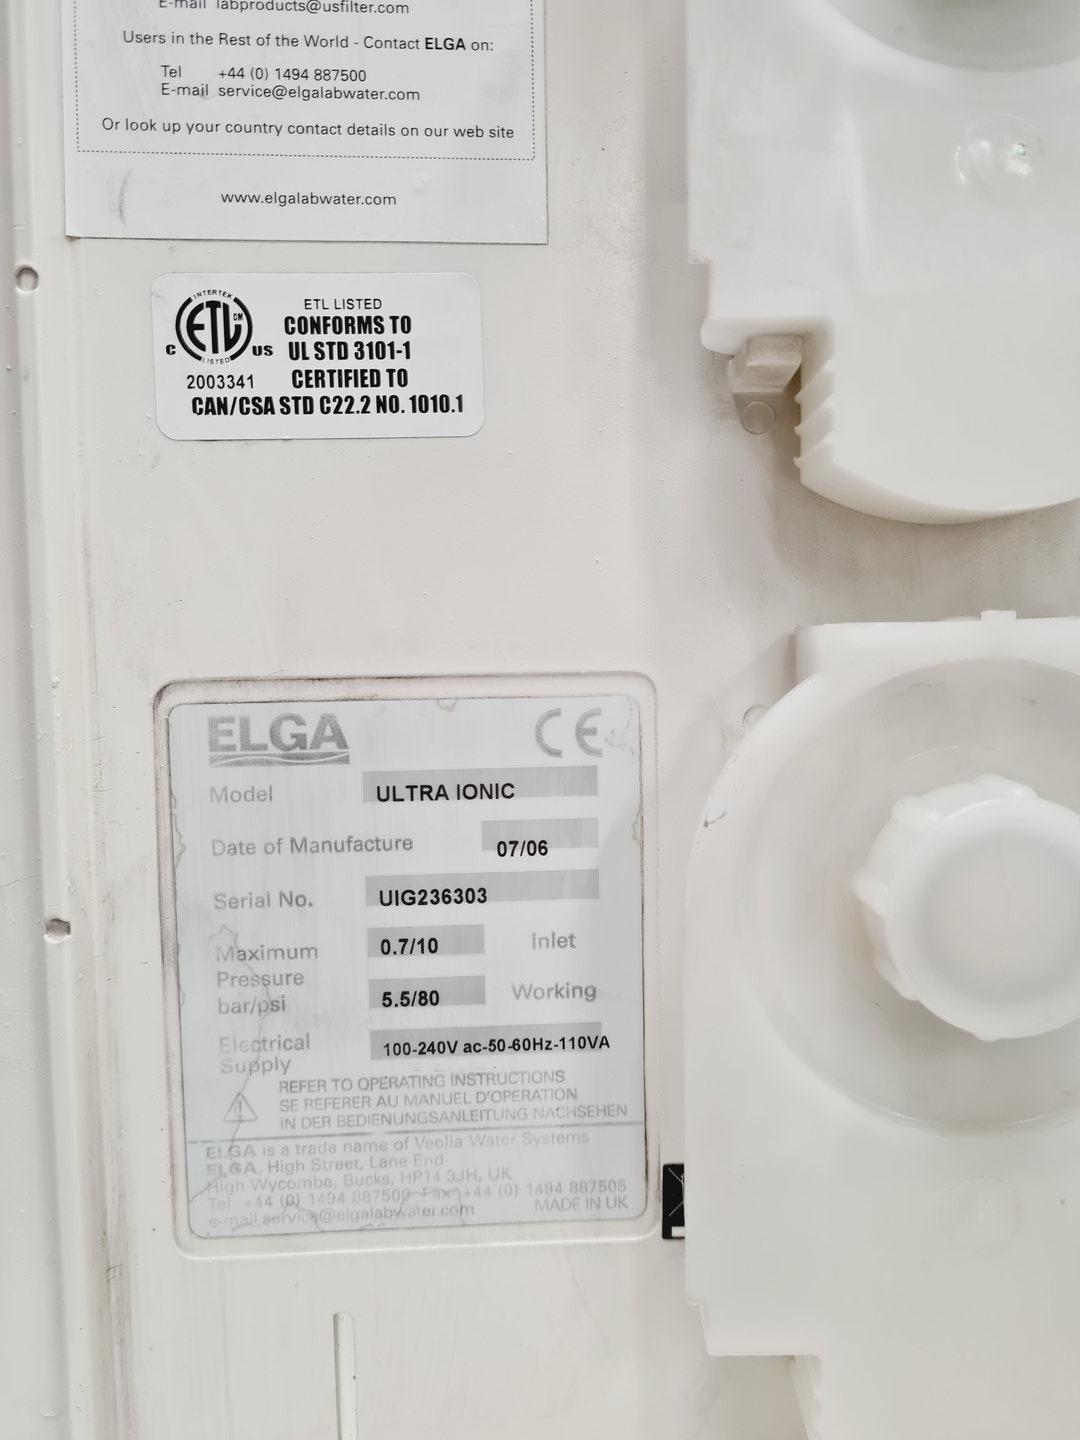 E-mail labproducts@usfilter.com
Users in the Rest of the World - Contact ELGA on:
Tel +44 (0) 1494 887500
E-mail service@elgalabwater.com
Or look up your country contact details on our web site
www.elgalabwater.com
INTERTEK
ETL CM
LISTED
C US
2003341
ETL LISTED
CONFORMS TO
UL STD 3101-1
CERTIFIED TO
CAN/CSA STD C22.2 NO. 1010.1
ELGA CE
Model ULTRA IONIC
Date of Manufacture 07/06
Serial No. UIG236303
Maximum 0.7/10 Inlet
Pressure
bar/psi 5.5/80 Working
Electrical
Supply 100-240V ac-50-60Hz-110VA
REFER TO OPERATING INSTRUCTIONS
SE REFERER AU MANUEL D'OPERATION
IN DER BEDIENUNGSANLEITUNG NACHSEHEN
ELGA is a trade name of Veolia Water Systems
ELGA, High Street, Lane End
High Wycombe, Bucks, HP14 3JH, UK
Tel +44 (0) 1494 887500 Fax +44 (0) 1494 887505
e-mail service@elgalabwater.com MADE IN UK